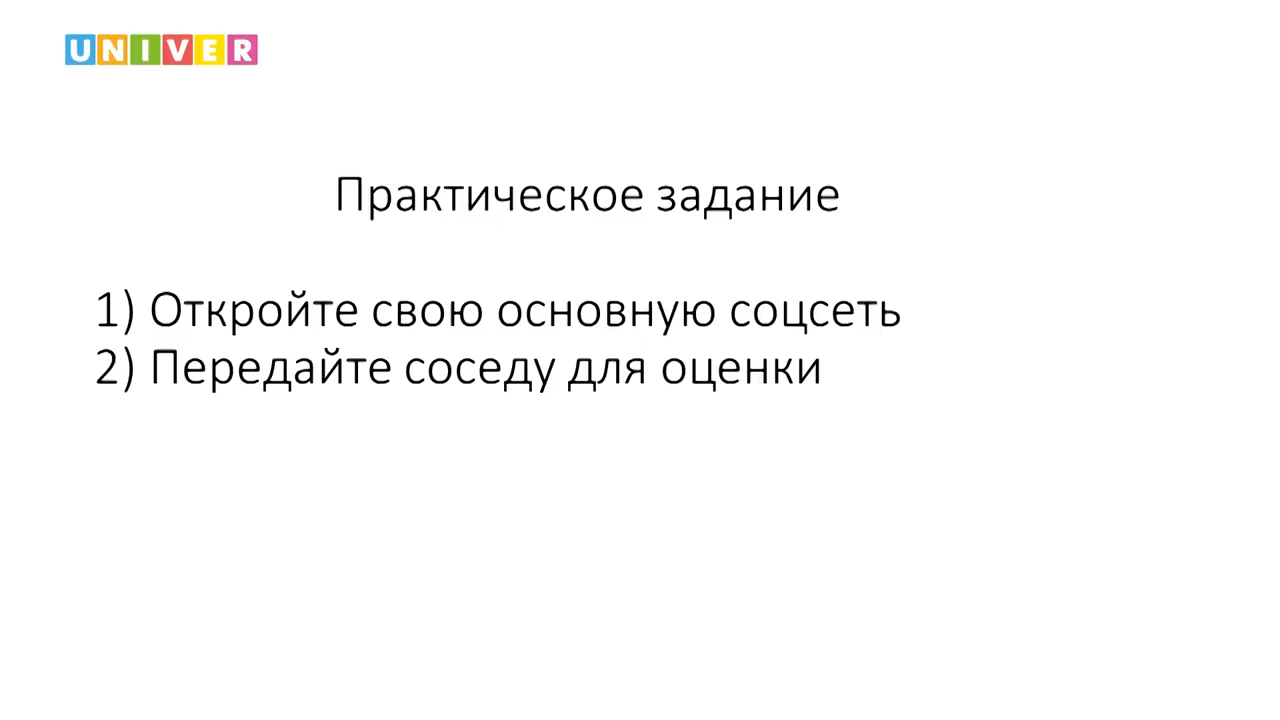 UNIVER
Практическое задание
1) Откройте свою основную соцсеть
2) Передайте соседу для оценки